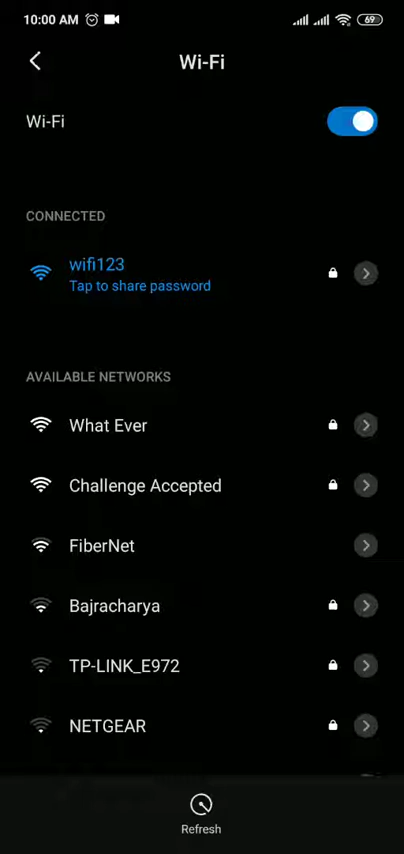 10:00 AM 69
Wi-Fi
Wi-Fi
CONNECTED
wifi123
Tap to share password
AVAILABLE NETWORKS
What Ever
Challenge Accepted
FiberNet
Bajracharya
TP-LINK_E972
NETGEAR
Refresh